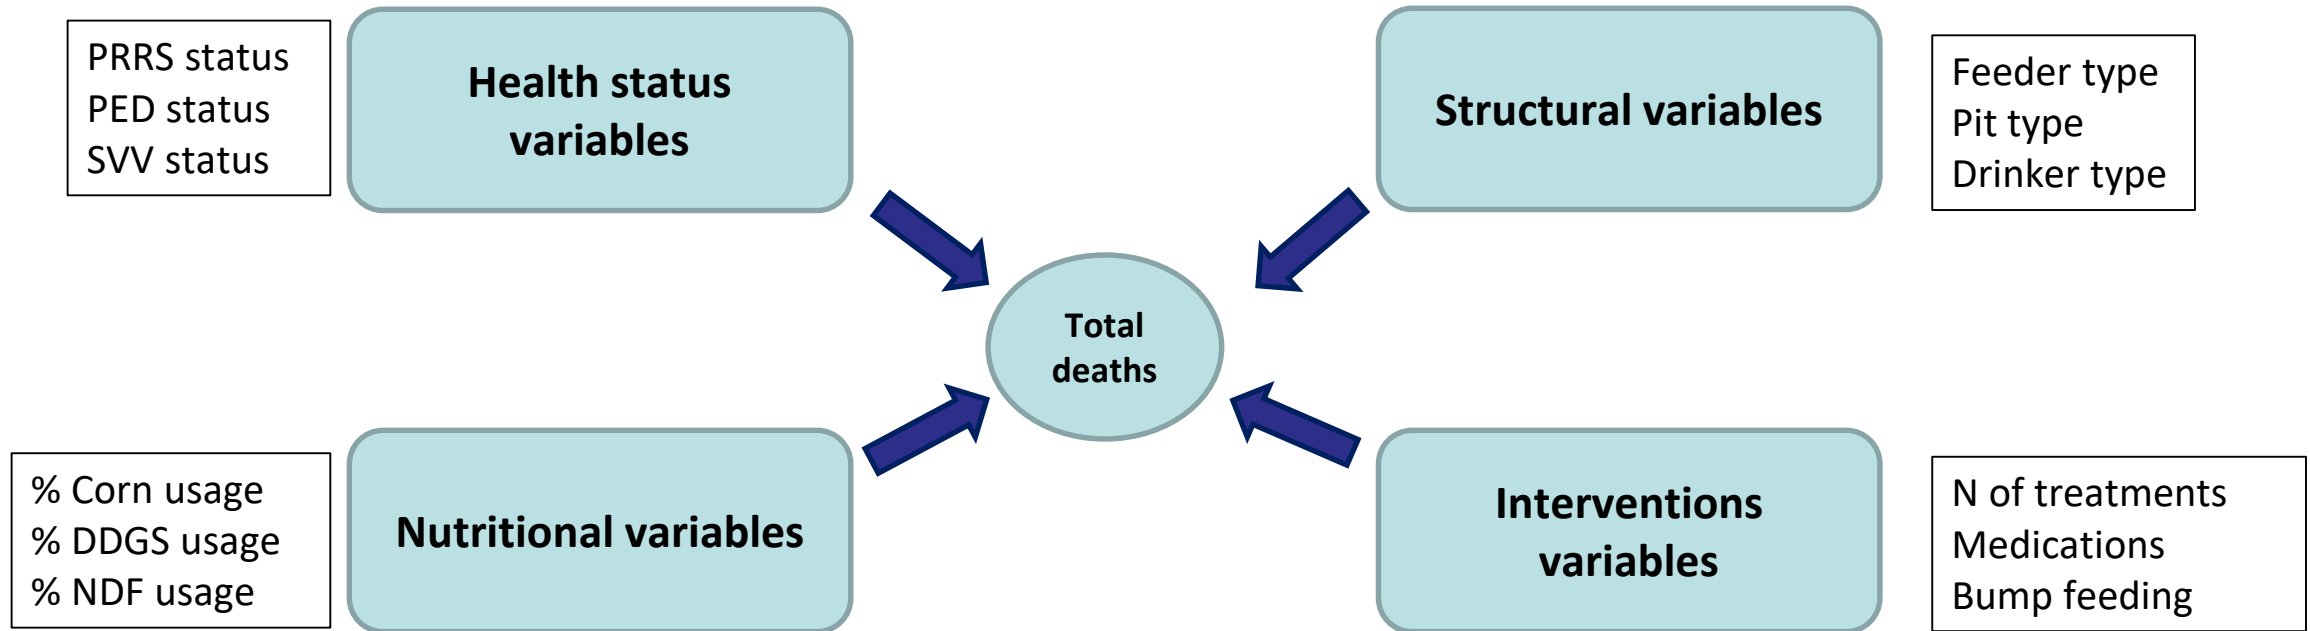 PRRS status
PED status
SVV status
Health status
variables
Structural variables
Feeder type
Pit type
Drinker type
Total
deaths
% Corn usage
% DDGS usage
% NDF usage
Nutritional variables
Interventions
variables
N of treatments
Medications
Bump feeding